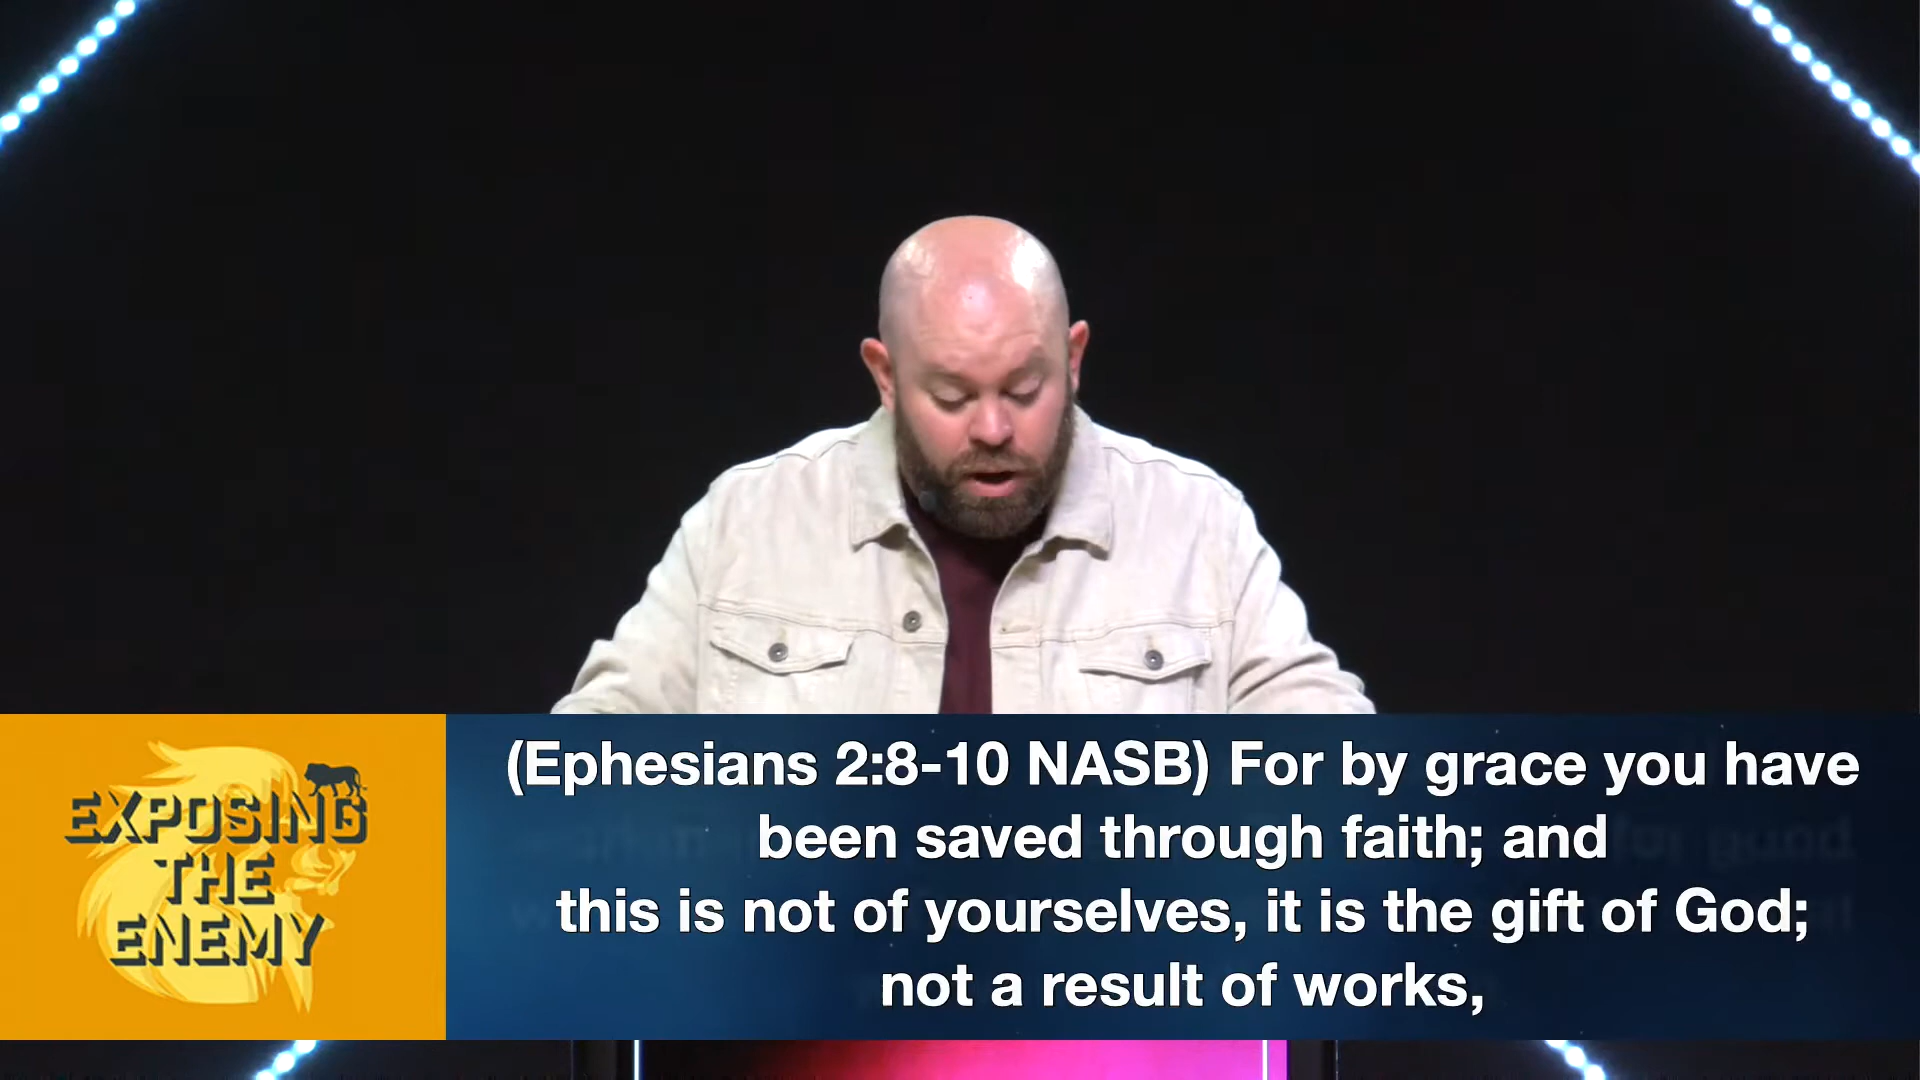 EXPOSING
THE
ENEMY
(Ephesians 2:8-10 NASB) For by grace you have
been saved through faith; and
this is not of yourselves, it is the gift of God;
not a result of works,